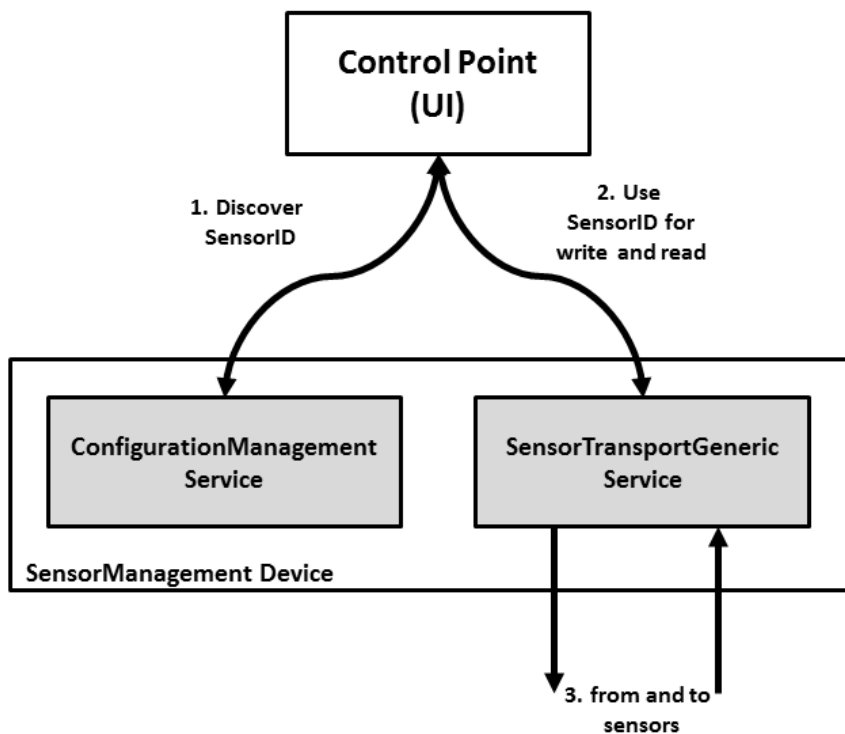 Control Point
(UI)
1. Discover
SensorID
2. Use
SensorID for
write and read
ConfigurationManagement
Service
SensorTransportGeneric
Service
SensorManagement Device
3. from and to
sensors